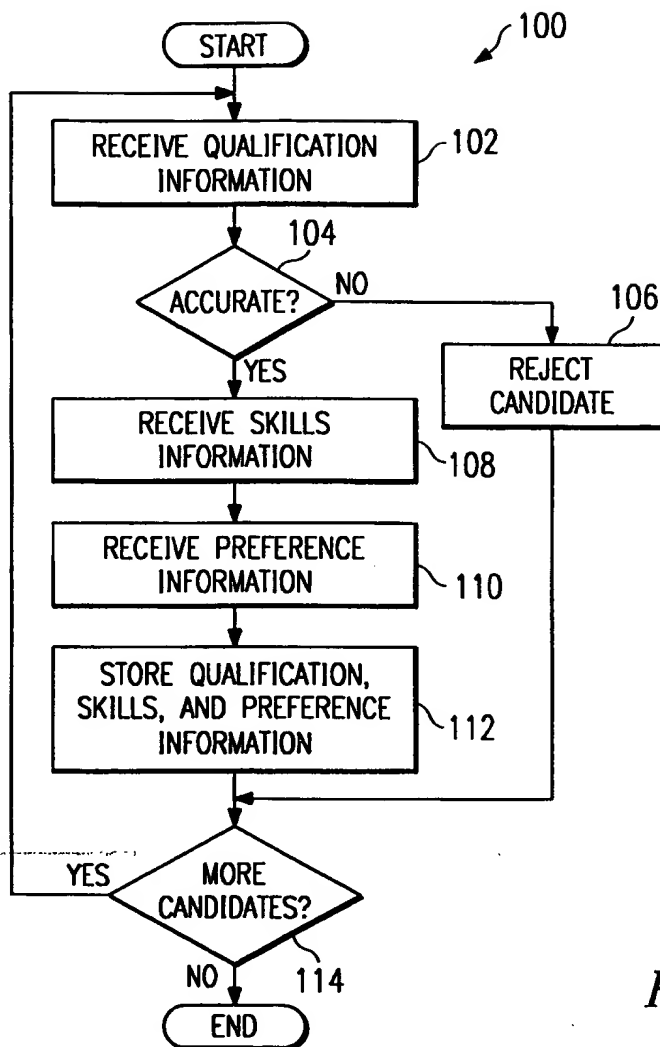 START
100
RECEIVE QUALIFICATION
INFORMATION
102
104
ACCURATE?
NO
YES
106
REJECT
CANDIDATE
RECEIVE SKILLS
INFORMATION
108
RECEIVE PREFERENCE
INFORMATION
110
STORE QUALIFICATION,
SKILLS, AND PREFERENCE
INFORMATION
112
YES
MORE
CANDIDATES?
114
NO
END